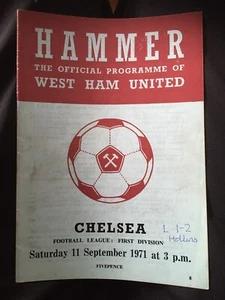 HAMMER
THE OFFICIAL PROGRAMME OF
WEST HAM UNITED
CHELSEA
L 1-2
Hollins
FOOTBALL LEAGUE: FIRST DIVISION
Saturday 11 September 1971 at 3 p.m.
FIVEPENCE
8